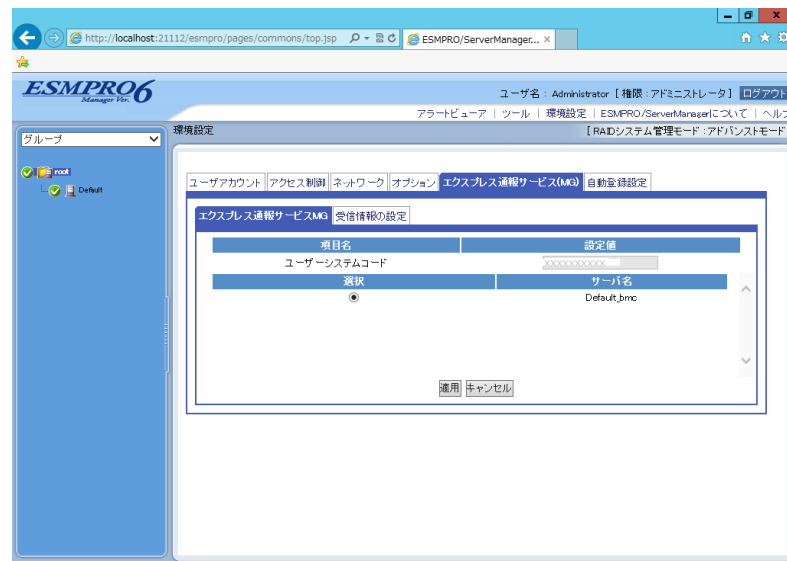 http://localhost:21112/esmpro/pages/commons/top.jsp
ESMPRO/ServerManager...
ESMPRO6
Manager Ver.
ユーザ名 : Administrator [ 権限 : アドミニストレータ ] ログアウト
アラートビューア | ツール | 環境設定 | ESMPRO/ServerManagerについて | ヘルプ
グループ
環境設定
[ RAIDシステム管理モード : アドバンストモード
root
Default
ユーザアカウント アクセス制御 ネットワーク オプション エクスプレス通報サービス(MG) 自動登録設定
エクスプレス通報サービスMG 受信情報の設定
項目名 設定値
ユーザーシステムコード XXXXXXXXXX
選択 サーバ名
Default_bmc
適用 キャンセル